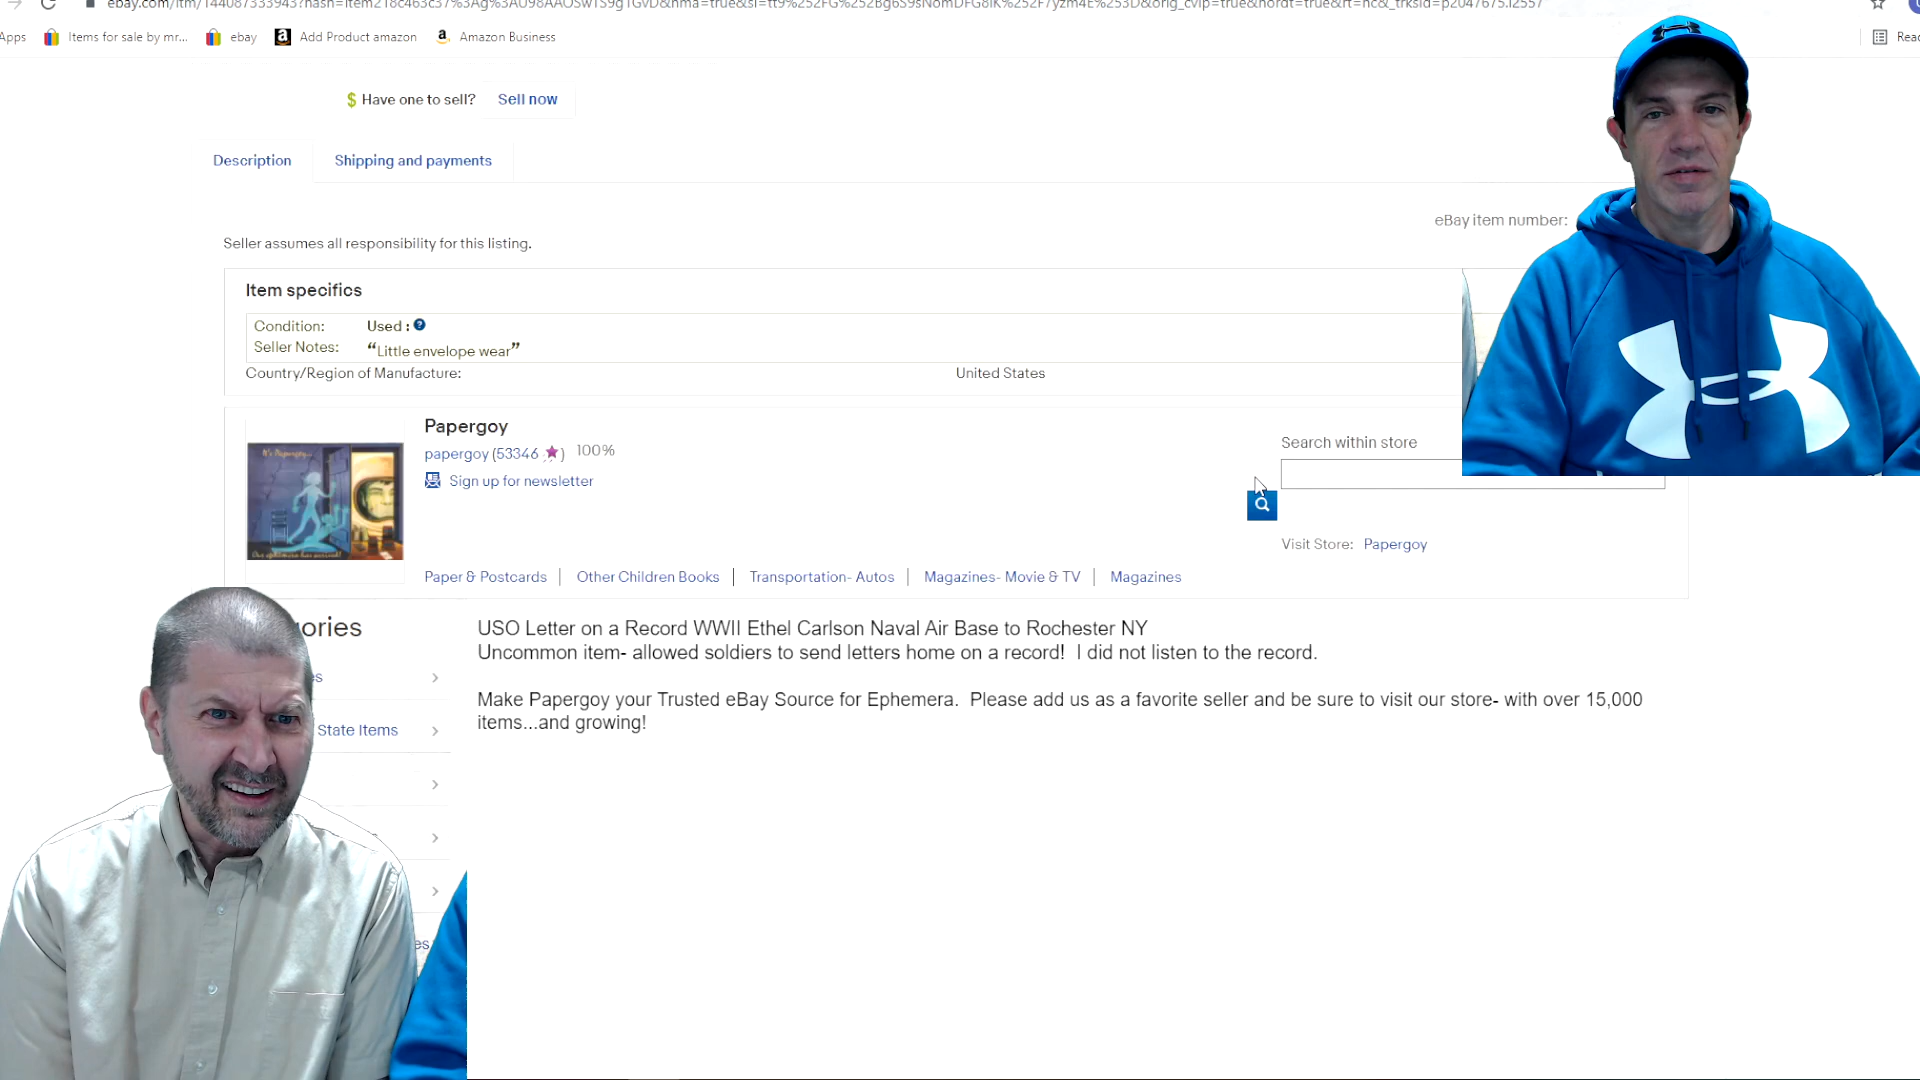 Apps
Items for sale by mr...
ebay
Add Product amazon
Amazon Business
$ Have one to sell? Sell now
Description
Shipping and payments
eBay item number:
Seller assumes all responsibility for this listing.
Item specifics
Condition: Used :
Seller Notes: “Little envelope wear”
Country/Region of Manufacture: United States
It's Papergoy...
Papergoy
papergoy (53346) 100%
Sign up for newsletter
Search within store
Visit Store: Papergoy
Paper & Postcards
Other Children Books
Transportation- Autos
Magazines- Movie & TV
Magazines
ories
USO Letter on a Record WWII Ethel Carlson Naval Air Base to Rochester NY
Uncommon item- allowed soldiers to send letters home on a record! I did not listen to the record.
State Items
Make Papergoy your Trusted eBay Source for Ephemera. Please add us as a favorite seller and be sure to visit our store- with over 15,000
items...and growing!